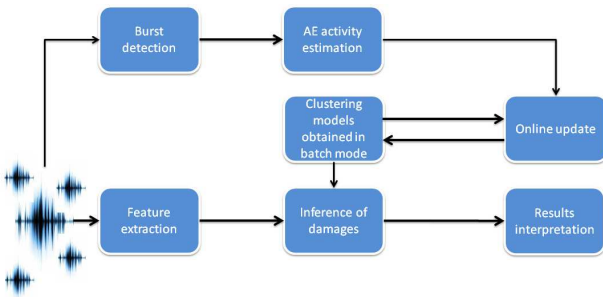 Burst
detection
AE activity
estimation
Clustering
models
obtained in
batch mode
Online update
Feature
extraction
Inference of
damages
Results
interpretation